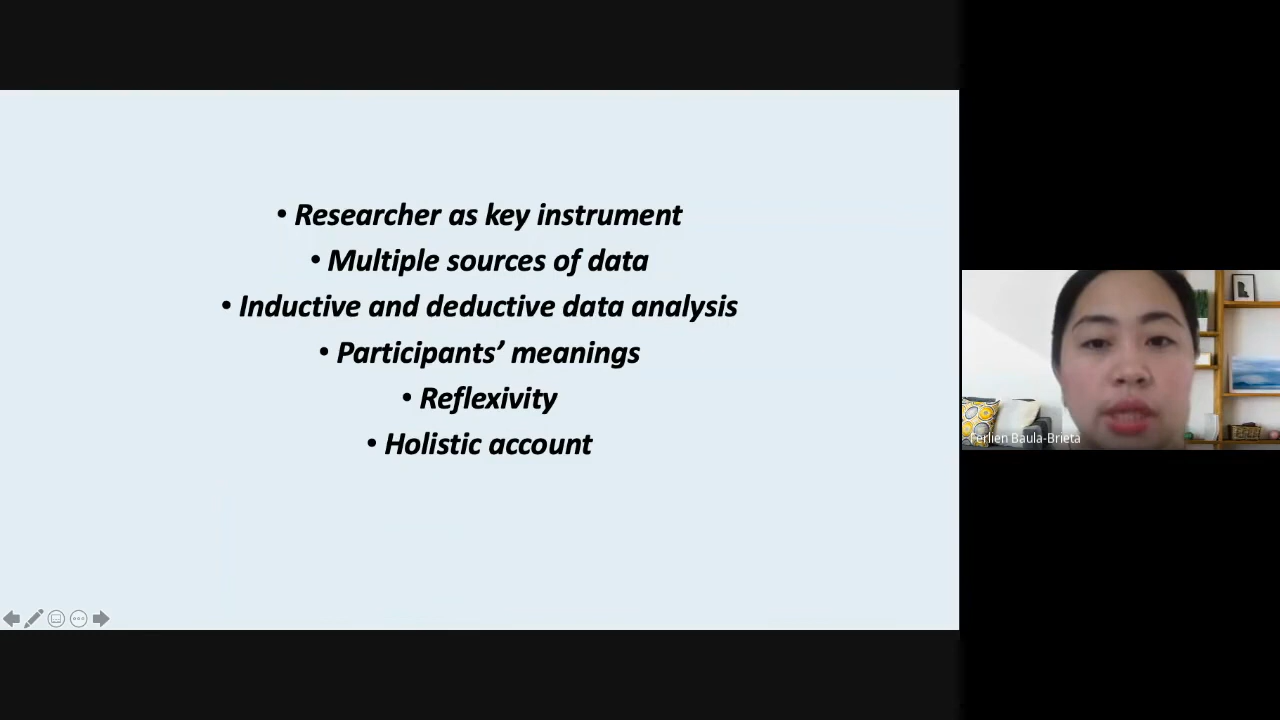 • Researcher as key instrument
• Multiple sources of data
• Inductive and deductive data analysis
• Participants’ meanings
• Reflexivity
• Holistic account
Ferlien Baula-Brieta